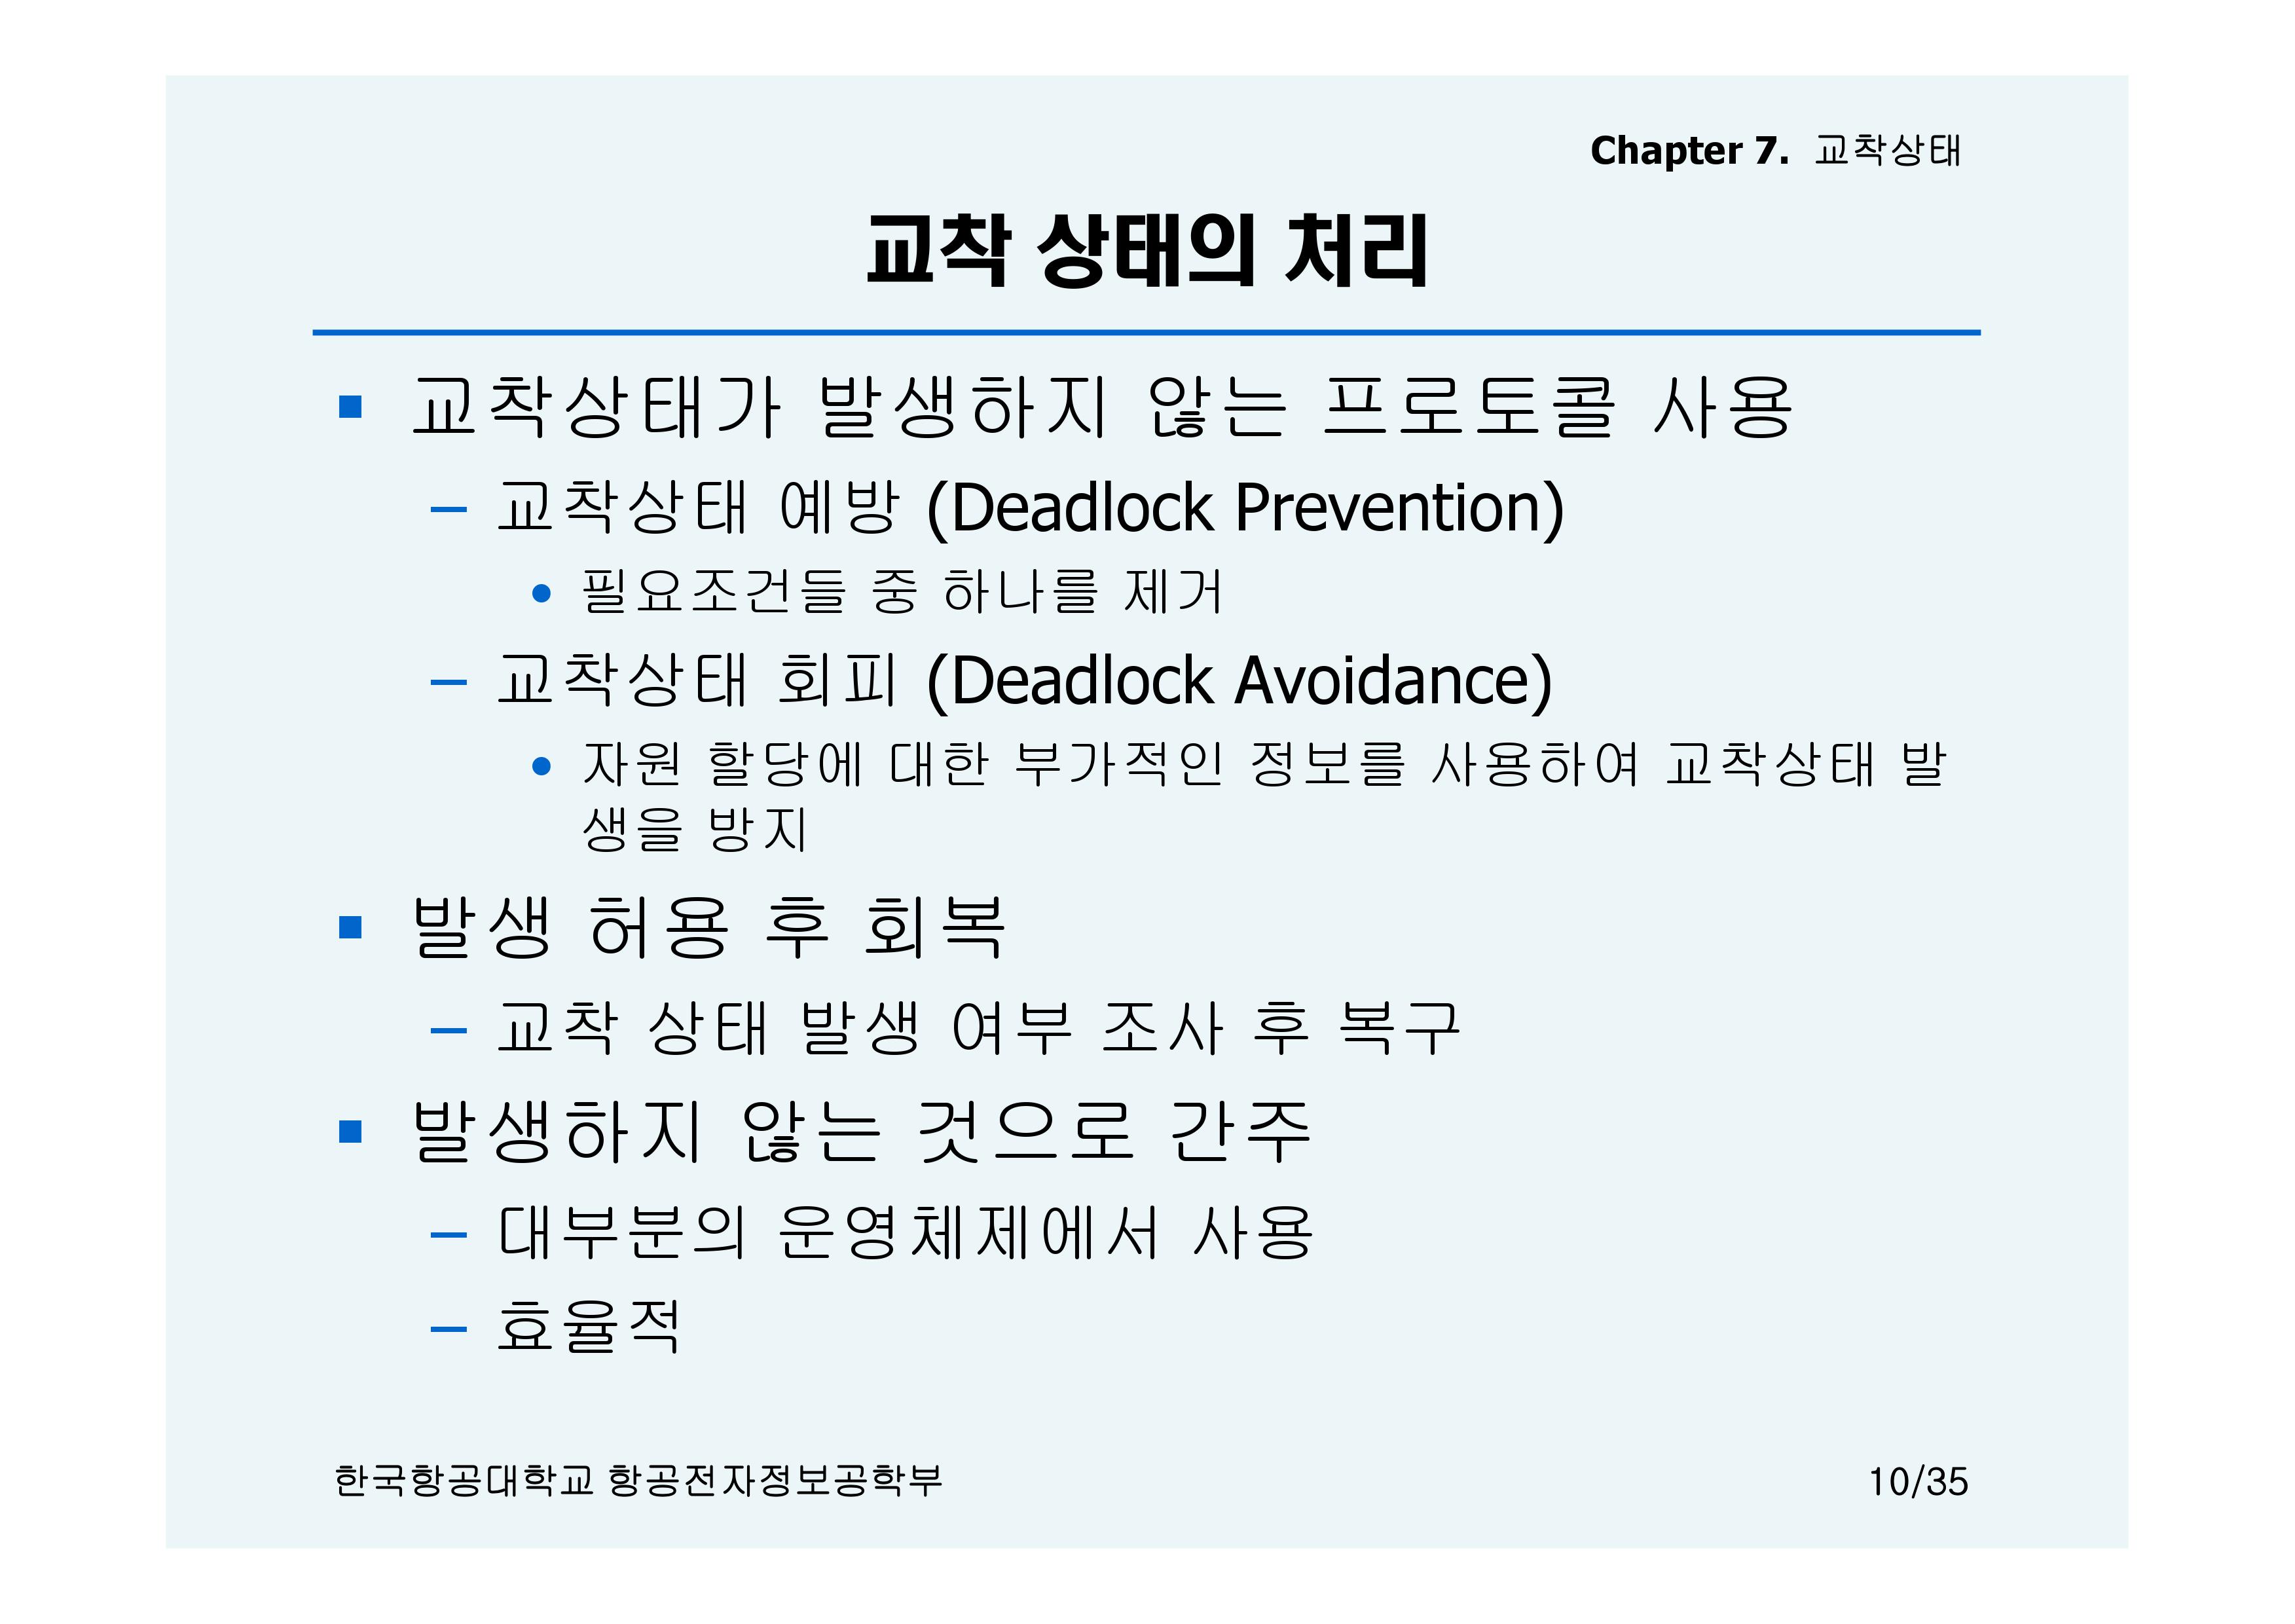 Chapter 7. 교착상태
교착 상태의 처리
▪ 교착상태가 발생하지 않는 프로토콜 사용
– 교착상태 예방 (Deadlock Prevention)
• 필요조건들 중 하나를 제거
– 교착상태 회피 (Deadlock Avoidance)
• 자원 할당에 대한 부가적인 정보를 사용하여 교착상태 발
생을 방지
▪ 발생 허용 후 회복
– 교착 상태 발생 여부 조사 후 복구
▪ 발생하지 않는 것으로 간주
– 대부분의 운영체제에서 사용
– 효율적
한국항공대학교 항공전자정보공학부
10/35